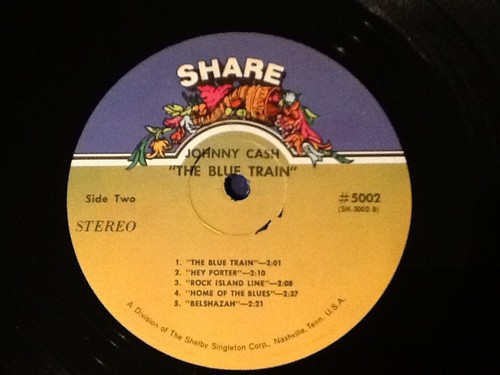 SHARE
JOHNNY CASH
"THE BLUE TRAIN"
Side Two
#5002
(SH-5002-B)
STEREO
1. "THE BLUE TRAIN"—2:01
2. "HEY PORTER"—2:10
3. "ROCK ISLAND LINE"—2:08
4. "HOME OF THE BLUES"—2:37
5. "BELSHAZAH"—2:21
A Division of The Shelby Singleton Corp., Nashville, Tenn. U.S.A.